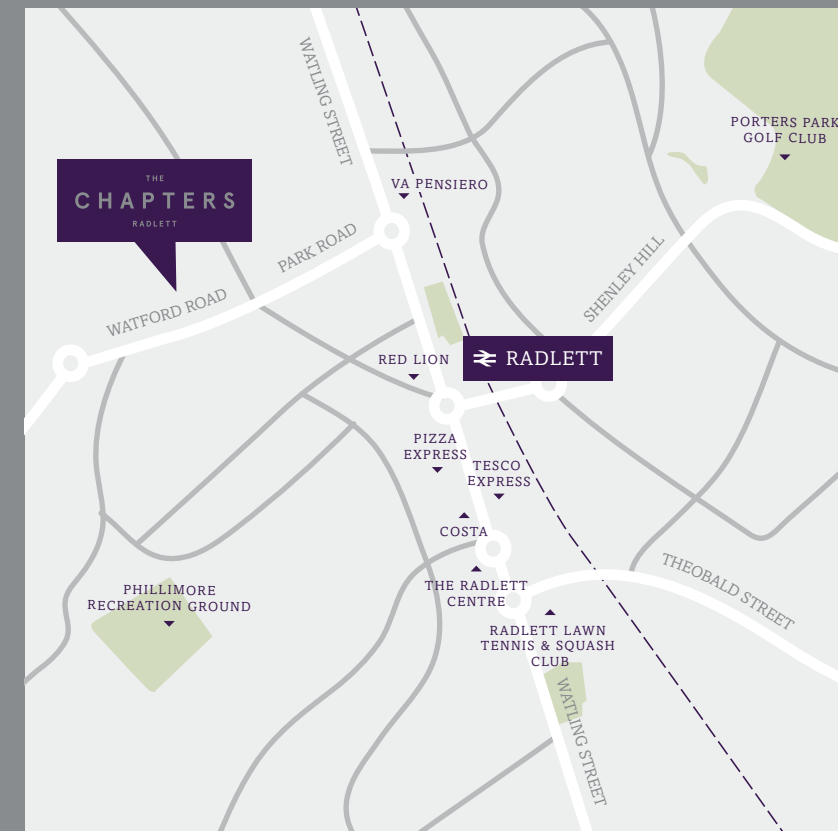 WATLING STREET
PORTERS PARK
GOLF CLUB
THE
CHAPTERS
RADLETT
VA PENSIERO
PARK ROAD
SHENLEY HILL
WATFORD ROAD
RED LION
RADLETT
PIZZA
EXPRESS
TESCO
EXPRESS
COSTA
THE RADLETT
CENTRE
THEOBALD STREET
PHILLIMORE
RECREATION GROUND
RADLETT LAWN
TENNIS & SQUASH
CLUB
WATLING STREET